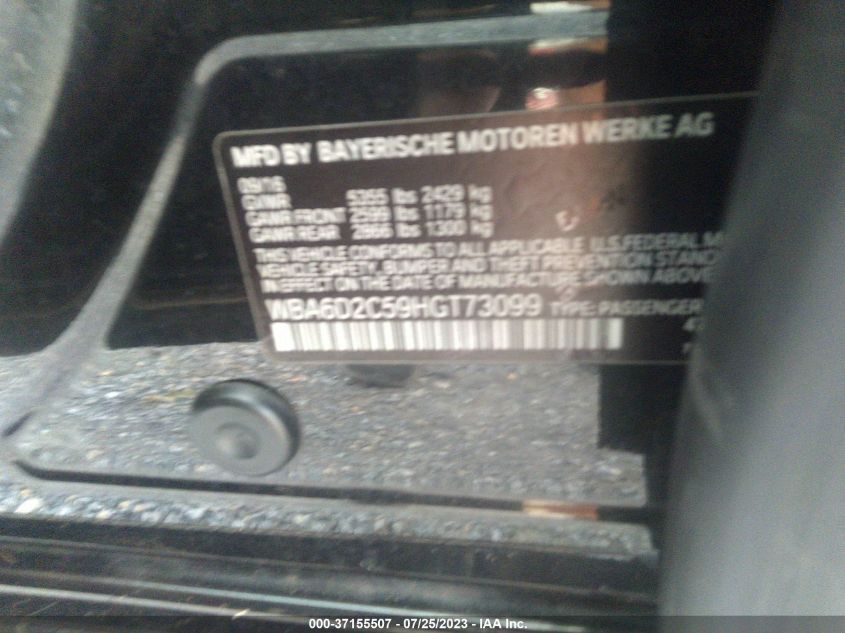 MFD BY BAYERISCHE MOTOREN WERKE AG
09/16
GVWR 5355 lbs 2429 kg
GAWR FRONT 2599 lbs 1179 kg
GAWR REAR 2866 lbs 1300 kg
THIS VEHICLE CONFORMS TO ALL APPLICABLE U.S. FEDERAL M
VEHICLE SAFETY, BUMPER AND THEFT PREVENTION STAND
IN EFFECT ON THE DATE OF MANUFACTURE SHOWN ABOVE
WBA6D2C59HGT73099 TYPE: PASSENGER
000-37155507 - 07/25/2023 - IAA Inc.